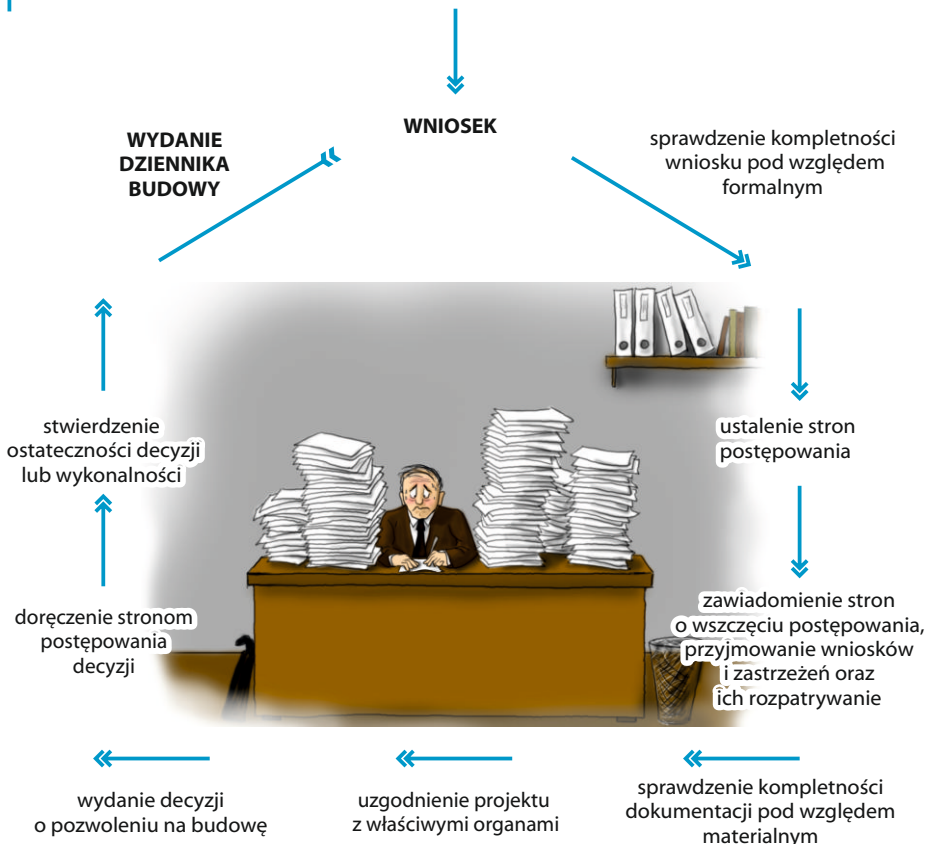 WNIOSEK
sprawdzenie kompletności
wniosku pod względem
formalnym
ustalenie stron
postępowania
zawiadomienie stron
o wszczęciu postępowania,
przyjmowanie wniosków
i zastrzeżeń oraz
ich rozpatrywanie
sprawdzenie kompletności
dokumentacji pod względem
materialnym
uzgodnienie projektu
z właściwymi organami
wydanie decyzji
o pozwoleniu na budowę
doręczenie stronom
postępowania
decyzji
stwierdzenie
ostateczności decyzji
lub wykonalności
WYDANIE
DZIENNIKA
BUDOWY